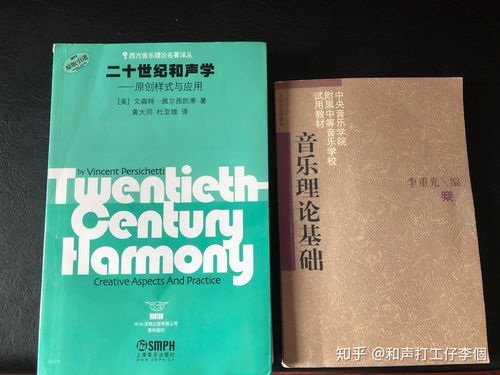 西方音乐理论名著译丛
原版引进
二十世纪和声学
——原创样式与应用
[美] 文森特·佩尔西凯蒂 著
黄大同 杜亚雄 译
by Vincent Persichetti
Twentieth-
Century
Harmony
Creative Aspects And Practice
SMPH
上海音乐出版社
中央音乐学院
附属中等音乐学校
试用教材
音乐理论基础
李重光 编
知乎 @和声打工仔李倜